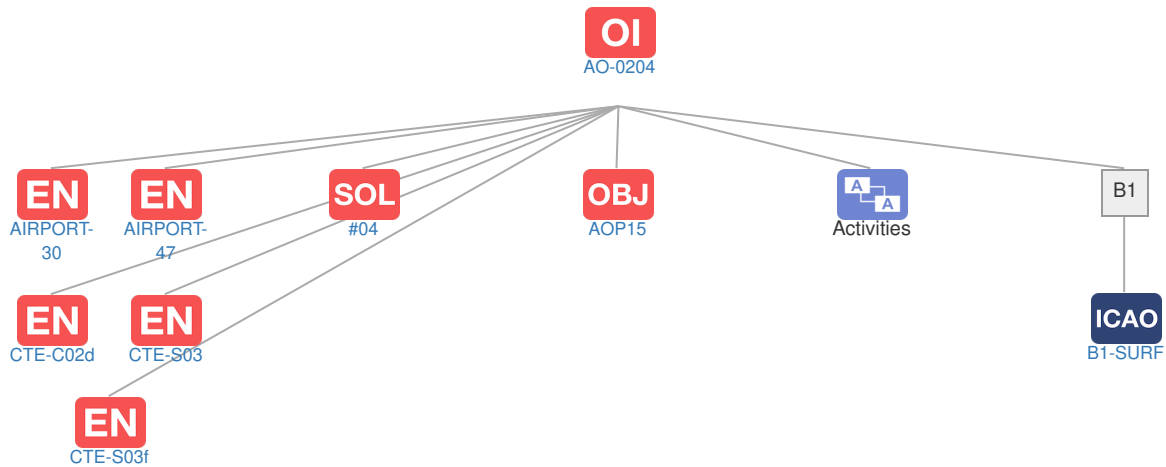 OI
AO-0204
EN
AIRPORT-
30
EN
AIRPORT-
47
SOL
#04
OBJ
AOP15
A
A
Activities
B1
EN
CTE-C02d
EN
CTE-S03
ICAO
B1-SURF
EN
CTE-S03f